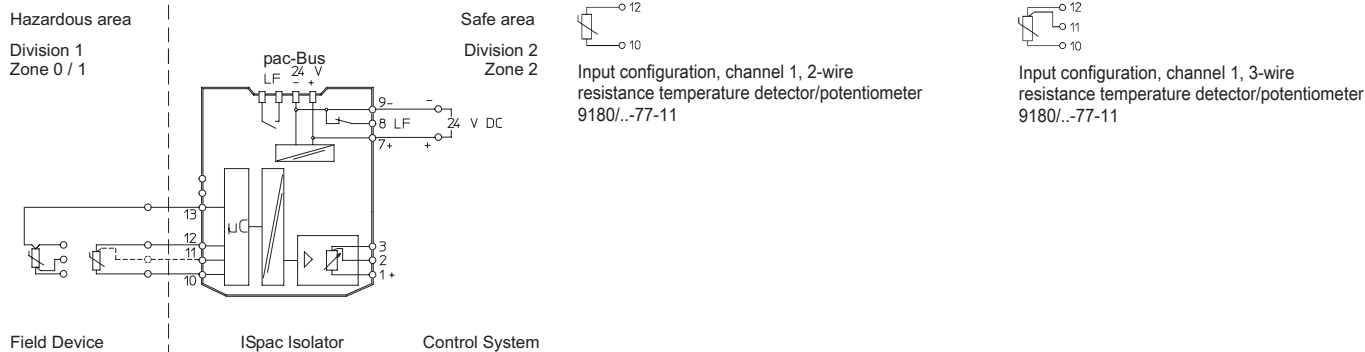 Hazardous area
Safe area
Division 1
Zone 0 / 1
Division 2
Zone 2
pac-Bus
LF 24 V
- +
9-
8 LF
7+
-
24 V DC
+
13
12
11
10
µC
3
2
1+
Field Device
ISpac Isolator
Control System
12
10
Input configuration, channel 1, 2-wire
resistance temperature detector/potentiometer
9180/..-77-11
12
11
10
Input configuration, channel 1, 3-wire
resistance temperature detector/potentiometer
9180/..-77-11